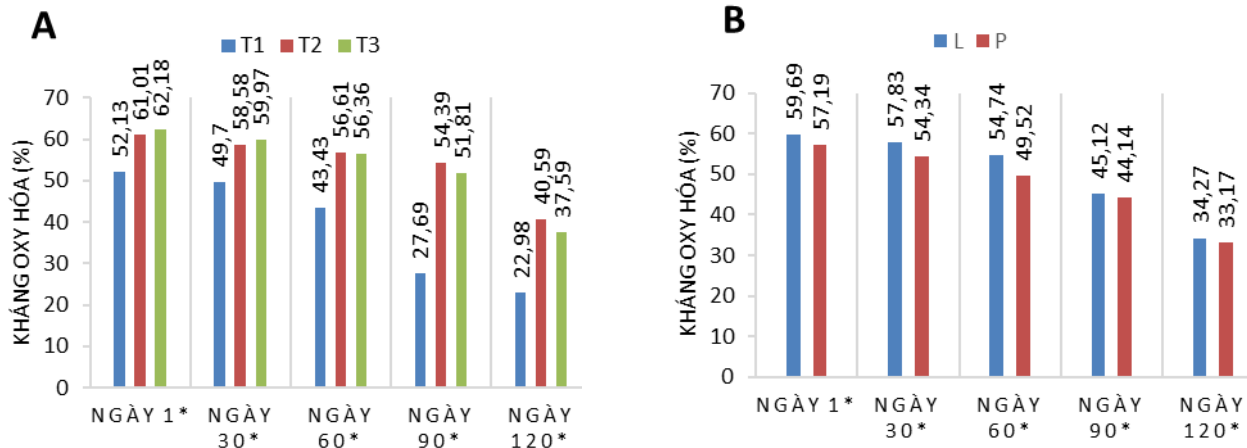 A
T1 T2 T3
KHÁNG OXY HÓA (%)
70
60
50
40
30
20
10
0
52,13 61,01 62,18
49,7 58,58 59,97
43,43 56,61 56,36
27,69 54,39 51,81
22,98 40,59 37,59
NGÀY 1* NGÀY NGÀY NGÀY NGÀY
30* 60* 90* 120*
B
L P
KHÁNG OXY HÓA (%)
70
60
50
40
30
20
10
0
59,69 57,19
57,83 54,34
54,74 49,52
45,12 44,14
34,27 33,17
NGÀY 1* NGÀY NGÀY NGÀY NGÀY
30* 60* 90* 120*